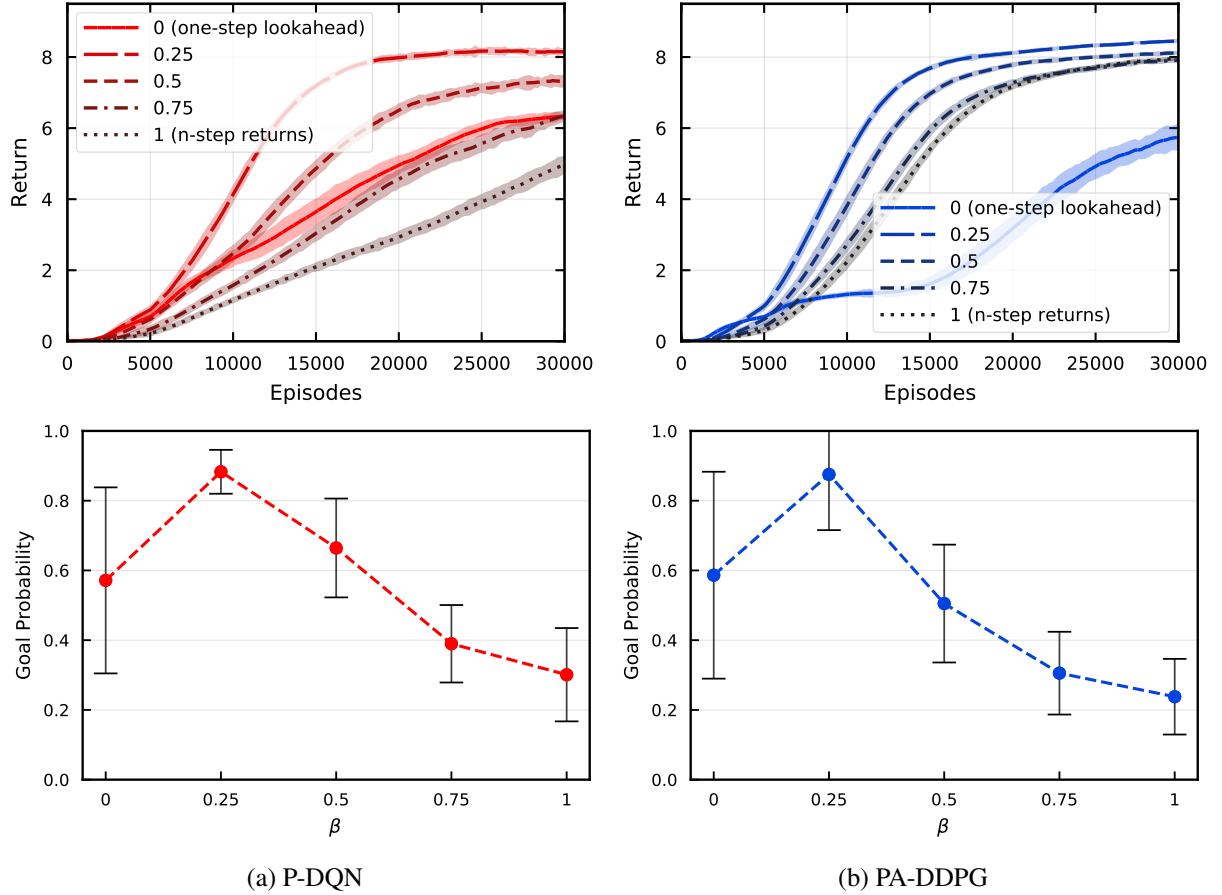 0 (one-step lookahead)
0.25
0.5
0.75
1 (n-step returns)
Return
0
2
4
6
8
0 5000 10000 15000 20000 25000 30000
Episodes
0 (one-step lookahead)
0.25
0.5
0.75
1 (n-step returns)
Return
0
2
4
6
8
0 5000 10000 15000 20000 25000 30000
Episodes
Goal Probability
1.0
0.8
0.6
0.4
0.2
0.0
0 0.25 0.5 0.75 1
β
Goal Probability
1.0
0.8
0.6
0.4
0.2
0.0
0 0.25 0.5 0.75 1
β
(a) P-DQN
(b) PA-DDPG